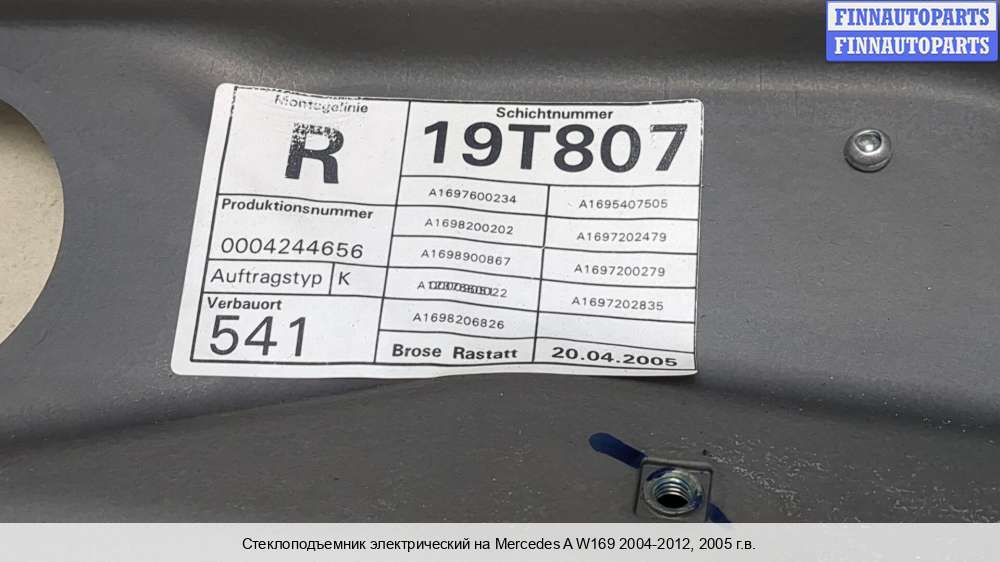 FINNAUTOPARTS
FINNAUTOPARTS
Montagelinie
R
Schichtnummer
19T807
Produktionsnummer
0004244656
Auftragstyp K
Verbauort
541
A1697600234
A1698200202
A1698900867
A1698206826
Brose Rastatt
A1695407505
A1697202479
A1697200279
A1697202835
20.04.2005
Стеклоподъемник электрический на Mercedes A W169 2004-2012, 2005 г.в.